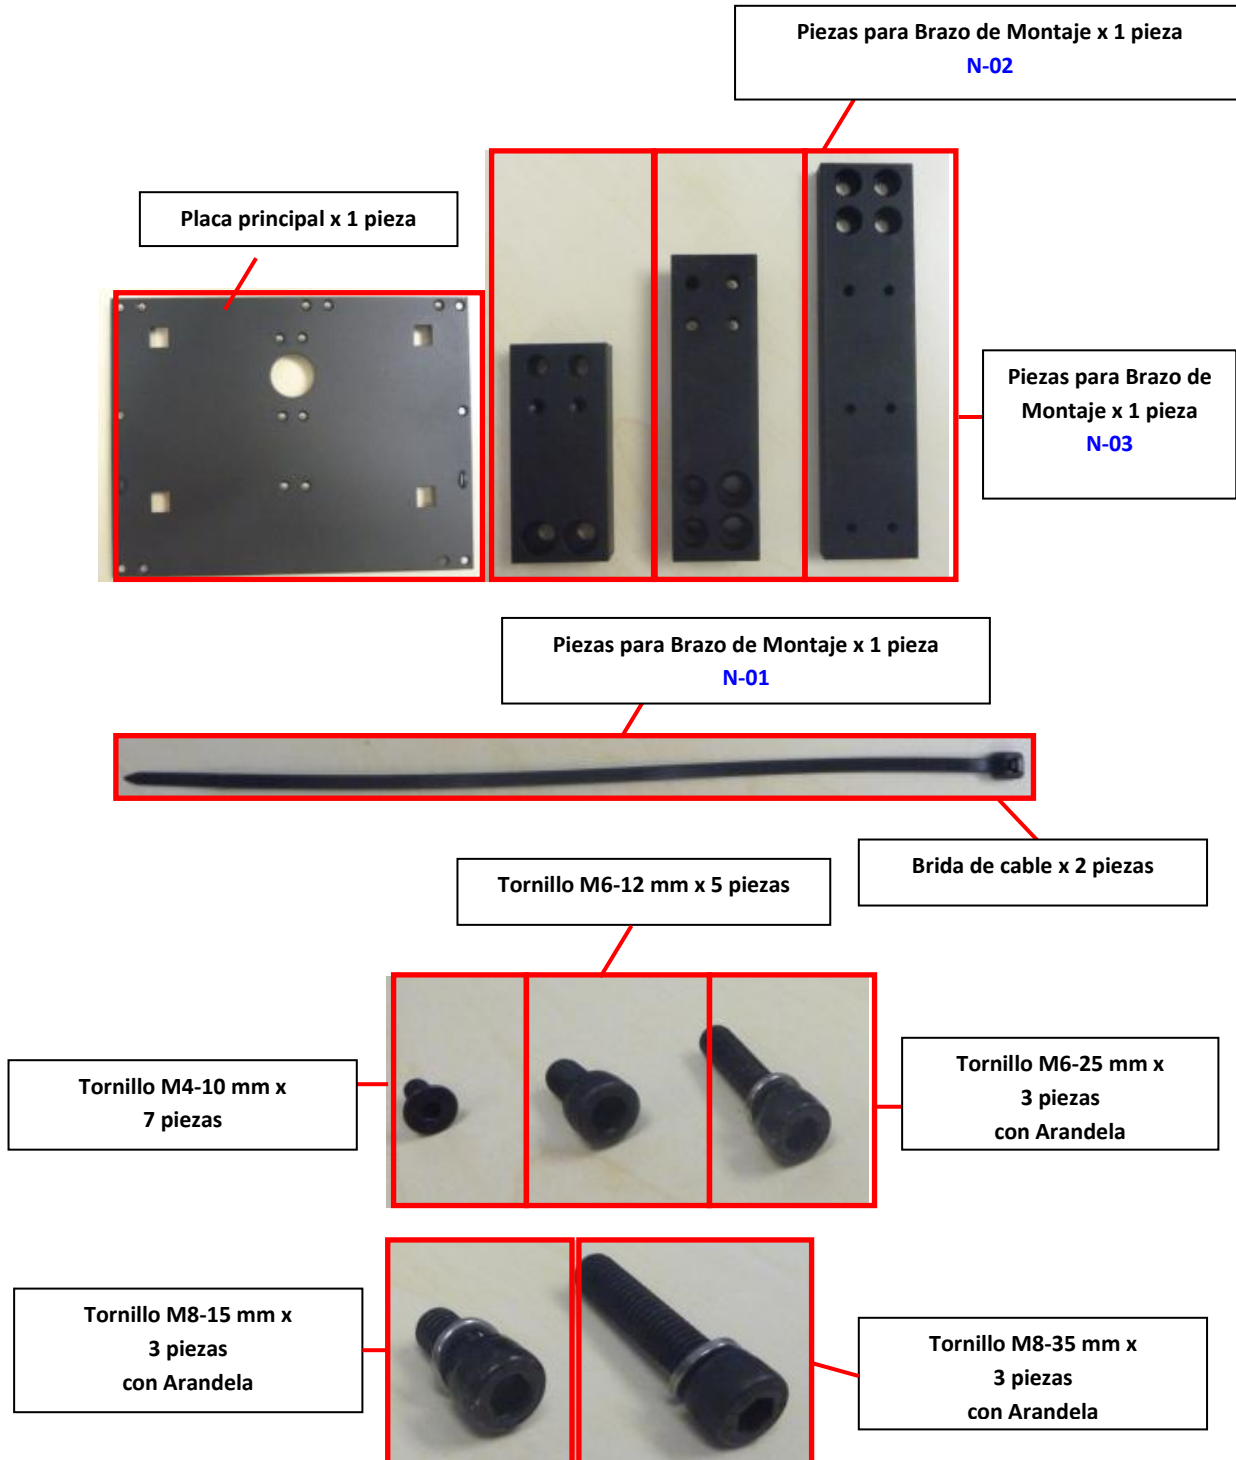 Piezas para Brazo de Montaje x 1 pieza
N-02
Placa principal x 1 pieza
Piezas para Brazo de
Montaje x 1 pieza
N-03
Piezas para Brazo de Montaje x 1 pieza
N-01
Brida de cable x 2 piezas
Tornillo M6-12 mm x 5 piezas
Tornillo M4-10 mm x
7 piezas
Tornillo M6-25 mm x
3 piezas
con Arandela
Tornillo M8-15 mm x
3 piezas
con Arandela
Tornillo M8-35 mm x
3 piezas
con Arandela